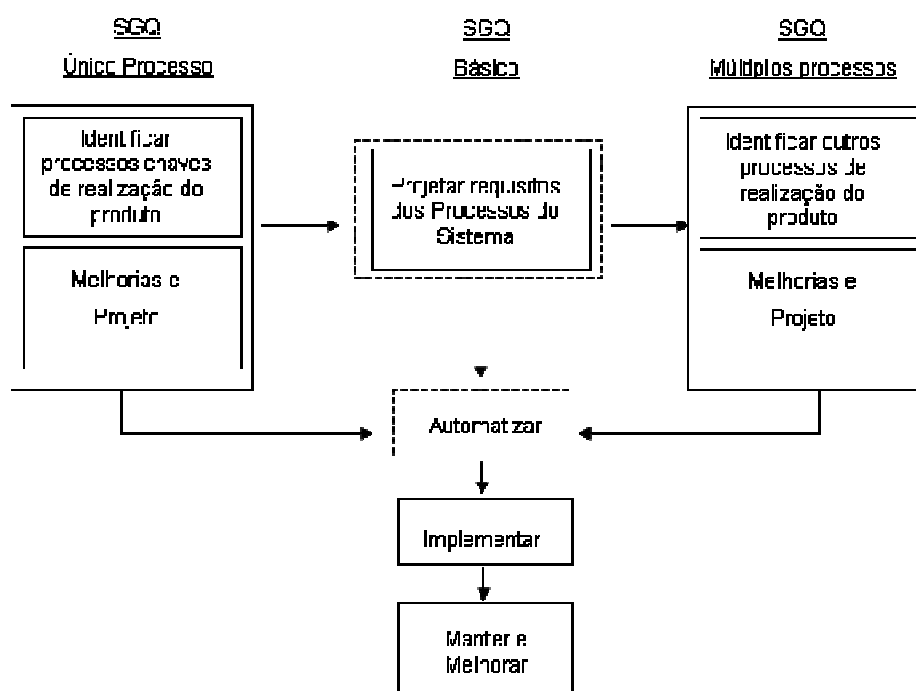 SGQ
Único Processo
SGQ
Básico
SGQ
Múltiplos processos
Identificar
processos chaves
de realização do
produto
Melhorias e
Projeto
Projetar requisitos
dos Processos do
Sistema
Identificar outros
processos de
realização do
produto
Melhorias e
Projeto
Automatizar
Implementar
Manter e
Melhorar